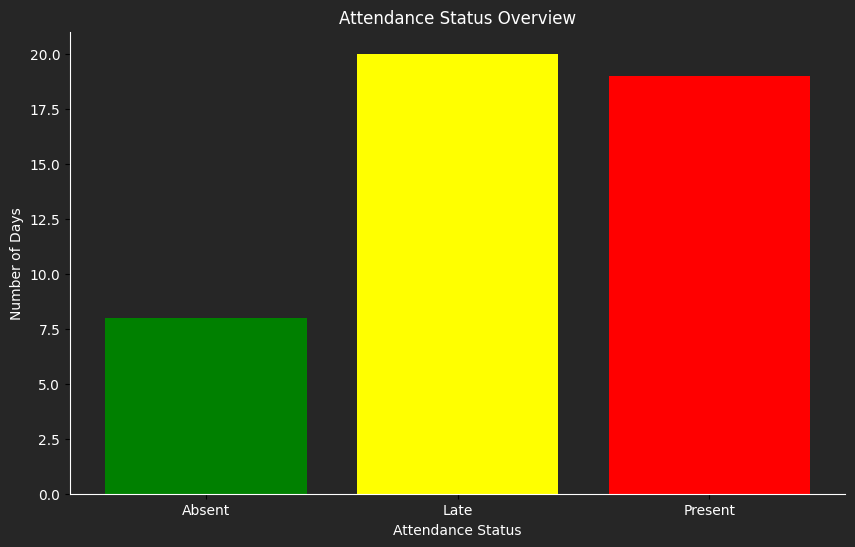 Attendance Status Overview
Number of Days
20.0
17.5
15.0
12.5
10.0
7.5
5.0
2.5
0.0
Absent Late Present
Attendance Status